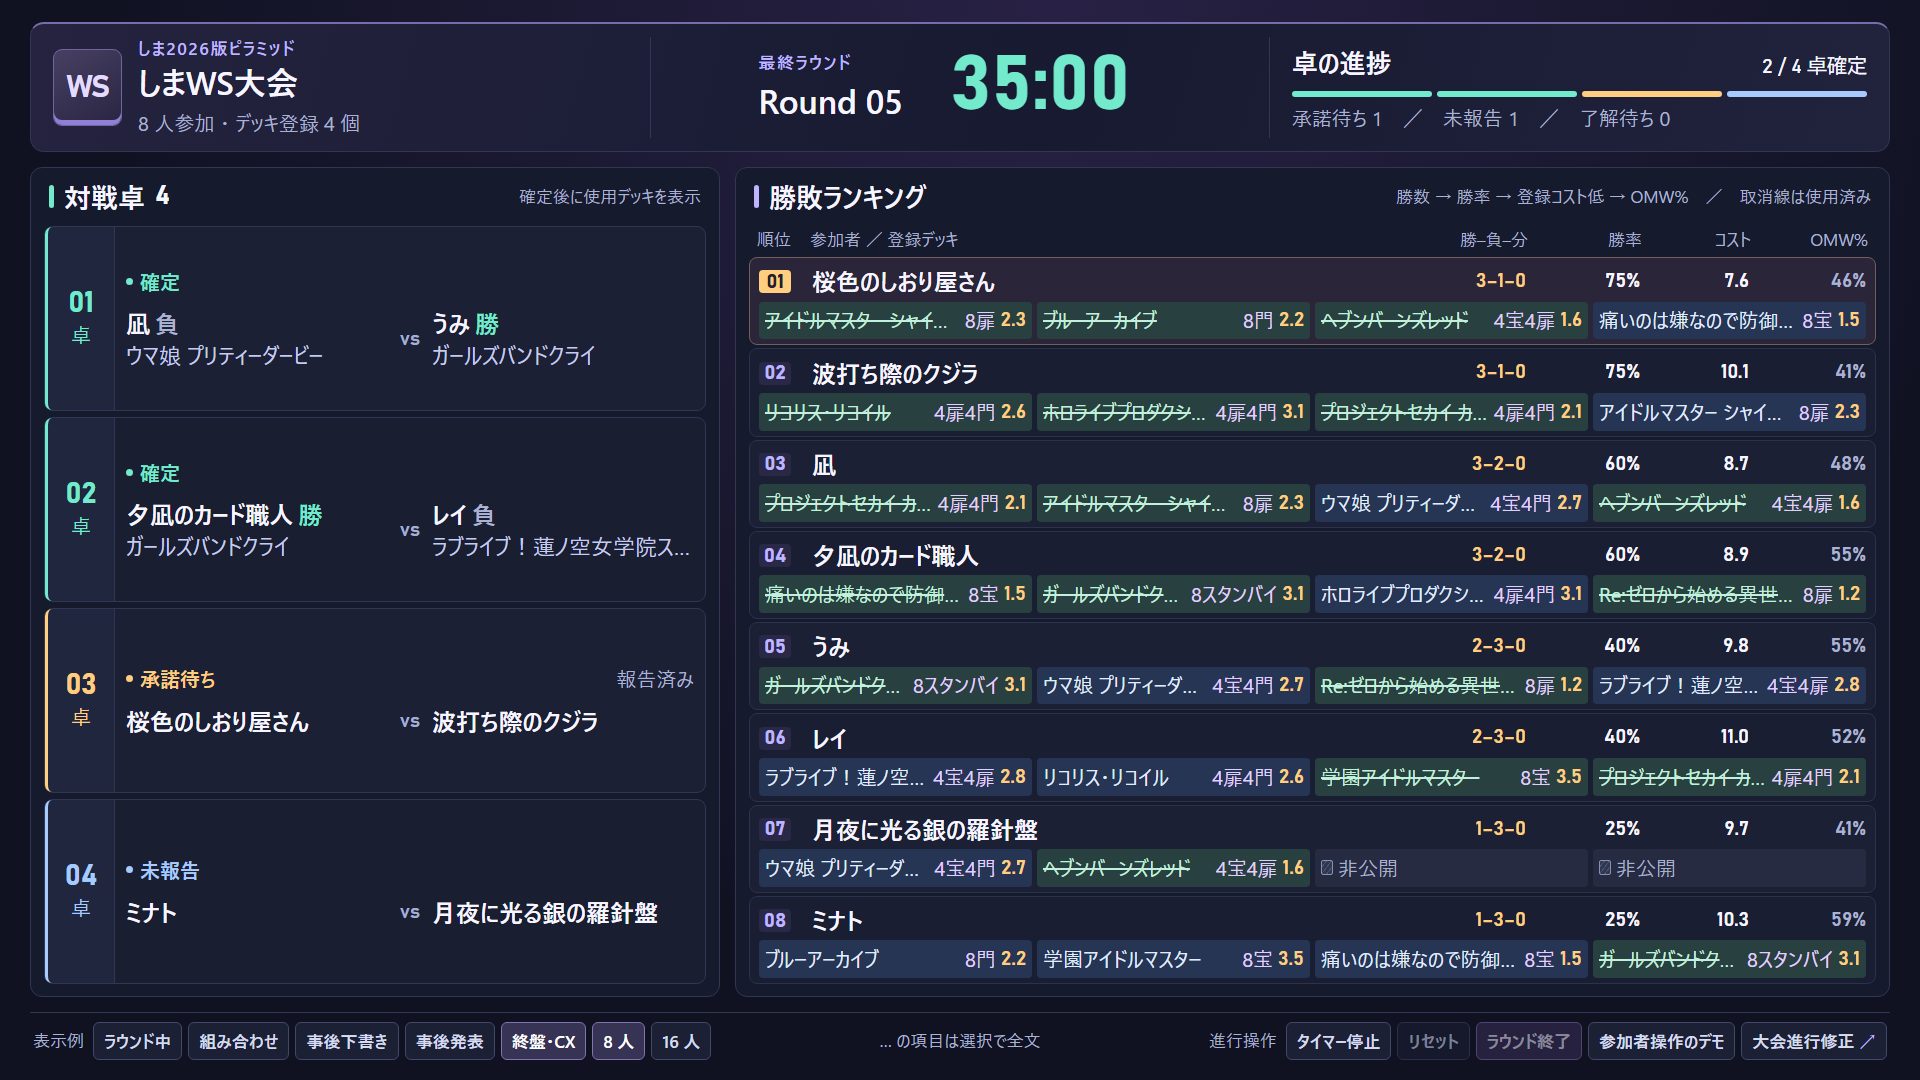 WS
しま2026版ピラミッド
しまWS大会
8 人参加・デッキ登録 4 個
最終ラウンド
Round 05
35:00
卓の進捗
2 / 4 卓確定
承諾待ち 1 ／ 未報告 1 ／ 了解待ち 0
対戦卓 4
確定後に使用デッキを表示
01 卓
確定
凪 負 vs うみ 勝
ウマ娘 プリティーダービー ガールズバンドクライ
02 卓
確定
夕凪のカード職人 勝 vs レイ 負
ガールズバンドクライ ラブライブ！蓮ノ空女学院ス...
03 卓
承諾待ち 報告済み
桜色のしおり屋さん vs 波打ち際のクジラ
04 卓
未報告
ミナト vs 月夜に光る銀の羅針盤
勝敗ランキング
勝数 → 勝率 → 登録コスト低 → OMW% ／ 取消線は使用済み
順位 参加者 ／ 登録デッキ 勝–負–分 勝率 コスト OMW%
01 桜色のしおり屋さん 3–1–0 75% 7.6 46%
アイドルマスター シャイ... 8扉 2.3 ブルーアーカイブ 8門 2.2 ヘブンバーンズレッド 4宝4扉 1.6 痛いのは嫌なので防御... 8宝 1.5
02 波打ち際のクジラ 3–1–0 75% 10.1 41%
リコリス・リコイル 4扉4門 2.6 ホロライブプロダクシ... 4扉4門 3.1 プロジェクトセカイ カ... 4扉4門 2.1 アイドルマスター シャイ... 8扉 2.3
03 凪 3–2–0 60% 8.7 48%
プロジェクトセカイ カ... 4扉4門 2.1 アイドルマスター シャイ... 8扉 2.3 ウマ娘 プリティーダ... 4宝4門 2.7 ヘブンバーンズレッド 4宝4扉 1.6
04 夕凪のカード職人 3–2–0 60% 8.9 55%
痛いのは嫌なので防御... 8宝 1.5 ガールズバンドク... 8スタンバイ 3.1 ホロライブプロダクシ... 4扉4門 3.1 Re:ゼロから始める異世... 8扉 1.2
05 うみ 2–3–0 40% 9.8 55%
ガールズバンドク... 8スタンバイ 3.1 ウマ娘 プリティーダ... 4宝4門 2.7 Re:ゼロから始める異世... 8扉 1.2 ラブライブ！蓮ノ空... 4宝4扉 2.8
06 レイ 2–3–0 40% 11.0 52%
ラブライブ！蓮ノ空... 4宝4扉 2.8 リコリス・リコイル 4扉4門 2.6 学園アイドルマスター 8宝 3.5 プロジェクトセカイ カ... 4扉4門 2.1
07 月夜に光る銀の羅針盤 1–3–0 25% 9.7 41%
ウマ娘 プリティーダ... 4宝4門 2.7 ヘブンバーンズレッド 4宝4扉 1.6 非公開 非公開
08 ミナト 1–3–0 25% 10.3 59%
ブルーアーカイブ 8門 2.2 学園アイドルマスター 8宝 3.5 痛いのは嫌なので防御... 8宝 1.5 ガールズバンドク... 8スタンバイ 3.1
表示例 ラウンド中 組み合わせ 事後下書き 事後発表 終盤・CX 8 人 16 人 ... の項目は選択で全文 進行操作 タイマー停止 リセット ラウンド終了 参加者操作のデモ 大会進行修正 ↗